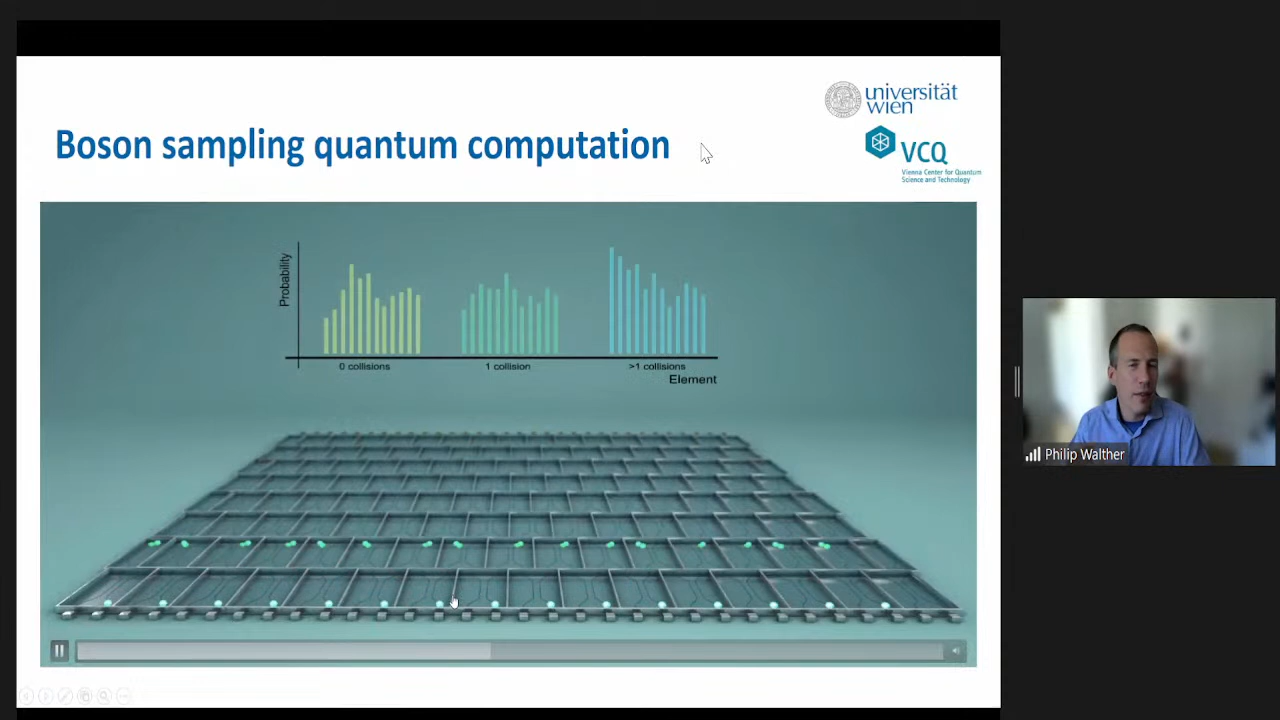 universität
wien
Boson sampling quantum computation
VCQ
Vienna Center for Quantum
Science and Technology
Probability
0 collisions
1 collision
>1 collisions
Element
Philip Walther